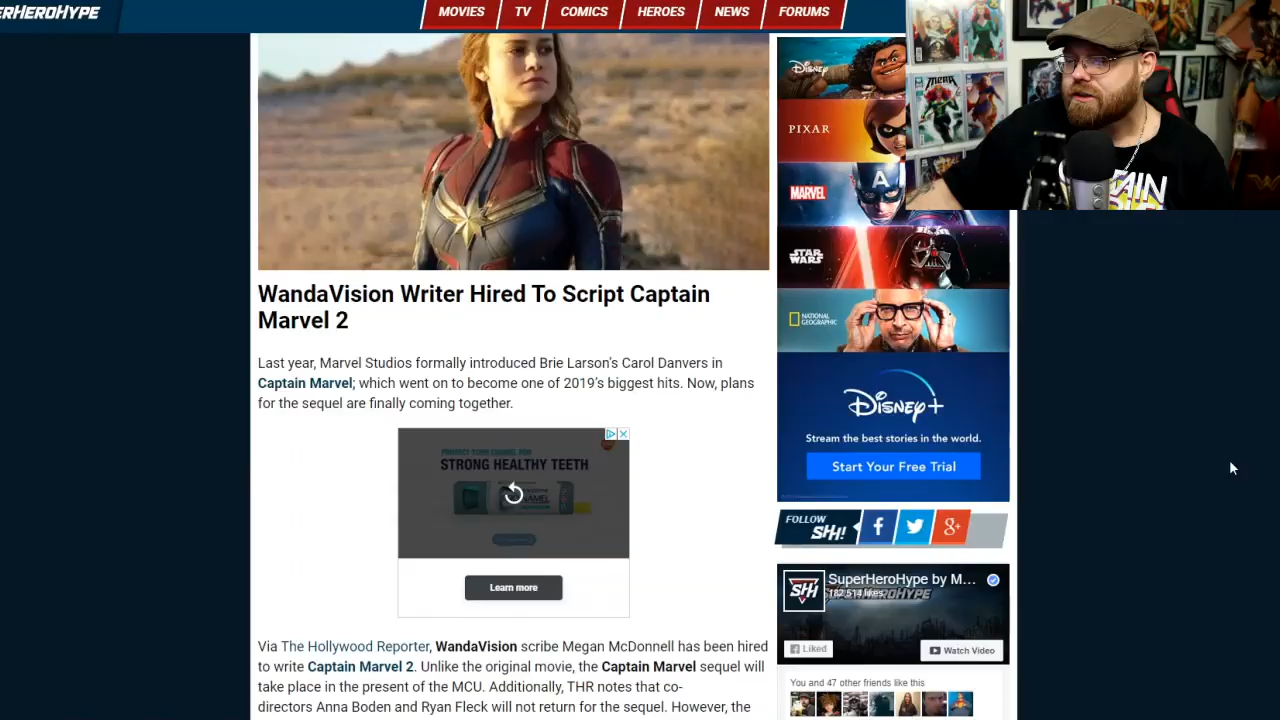 SUPERHEROHYPE
MOVIES
TV
COMICS
HEROES
NEWS
FORUMS
DISNEY
PIXAR
MARVEL
STAR
WARS
NATIONAL
GEOGRAPHIC
WandaVision Writer Hired To Script Captain
Marvel 2
Last year, Marvel Studios formally introduced Brie Larson's Carol Danvers in
Captain Marvel; which went on to become one of 2019's biggest hits. Now, plans
for the sequel are finally coming together.
STRONG HEALTHY TEETH
Learn more
Disney+
Stream the best stories in the world.
Start Your Free Trial
FOLLOW
SHH!
f
g+
SHH
SuperHeroHype by M...
182,514 likes
Liked
Watch Video
You and 47 other friends like this
Via The Hollywood Reporter, WandaVision scribe Megan McDonnell has been hired
to write Captain Marvel 2. Unlike the original movie, the Captain Marvel sequel will
take place in the present of the MCU. Additionally, THR notes that co-
directors Anna Boden and Ryan Fleck will not return for the sequel. However, the